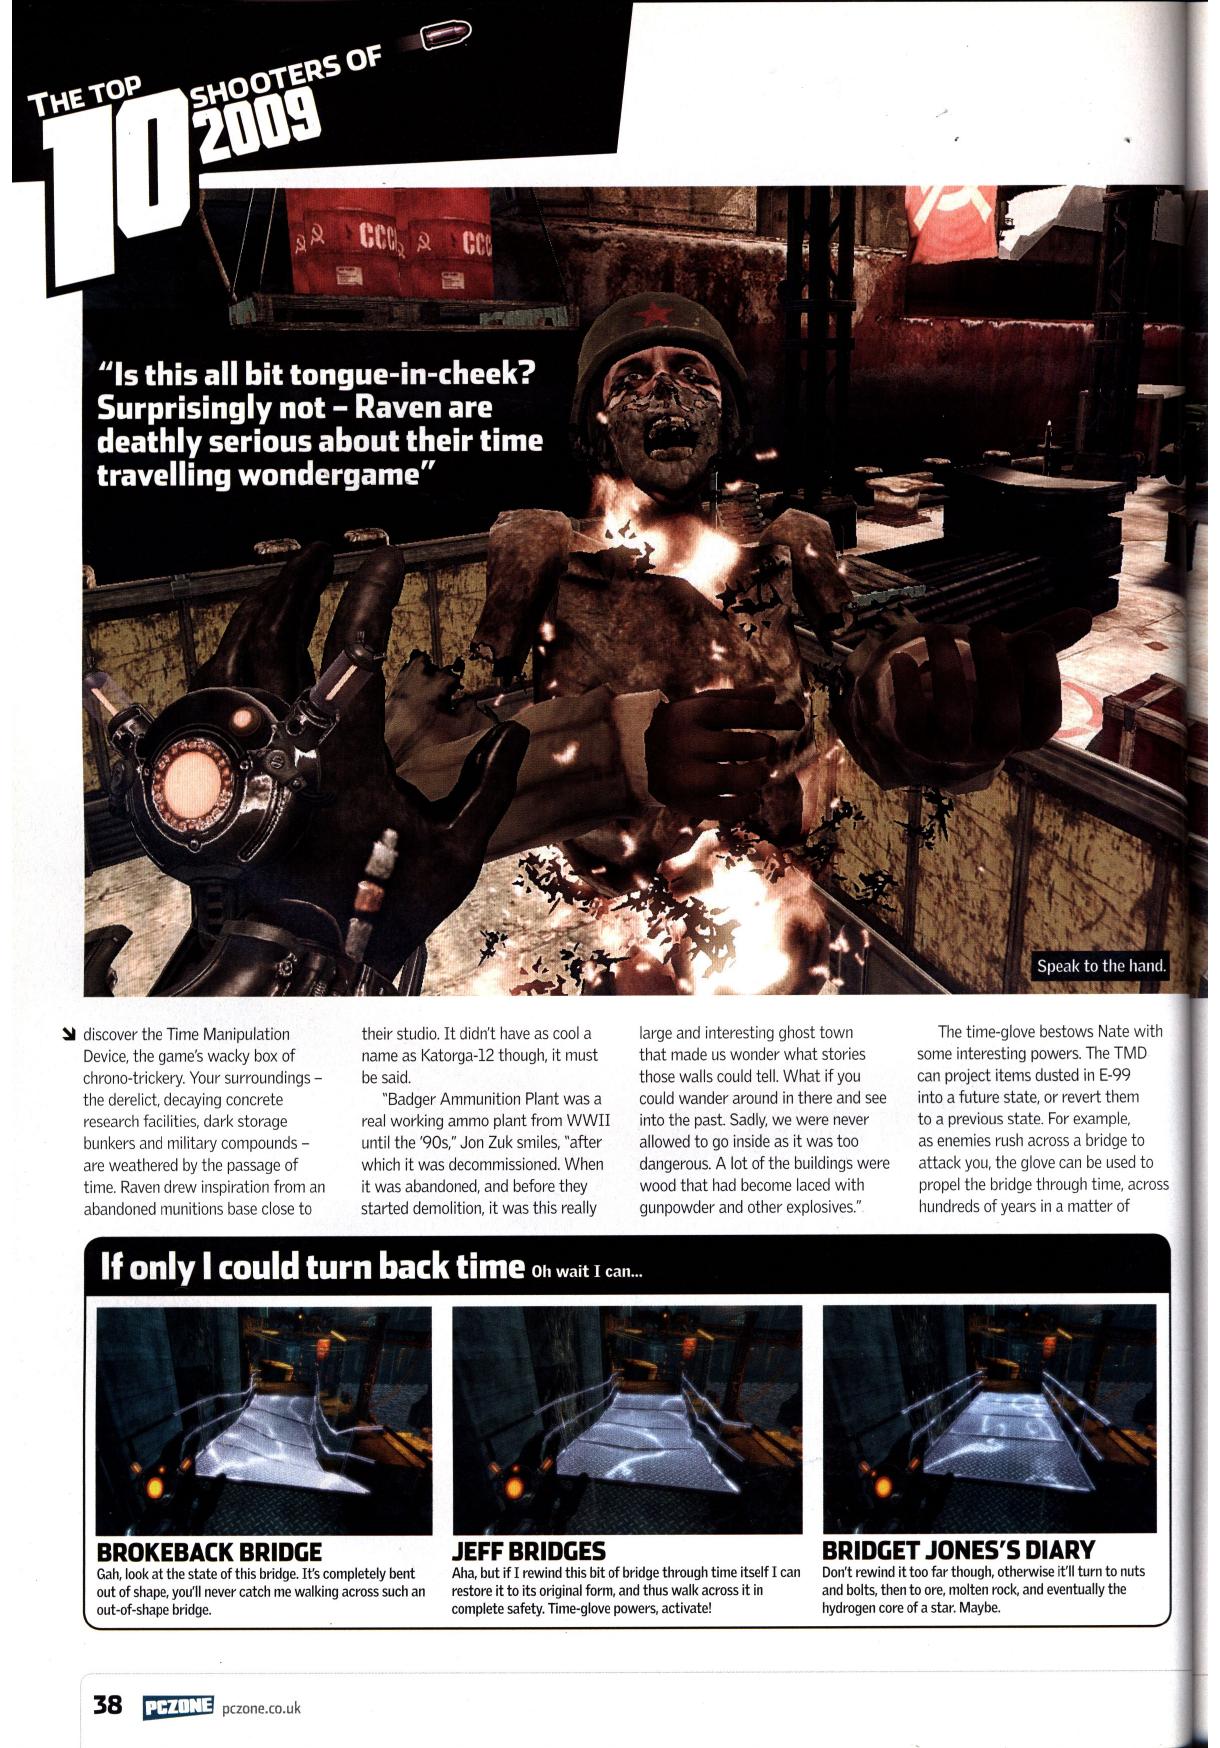 THE TOP
10
SHOOTERS OF
2009
CCC
CCC
"Is this all bit tongue-in-cheek?
Surprisingly not – Raven are
deathly serious about their time
travelling wondergame"
Speak to the hand.
discover the Time Manipulation
Device, the game's wacky box of
chrono-trickery. Your surroundings –
the derelict, decaying concrete
research facilities, dark storage
bunkers and military compounds –
are weathered by the passage of
time. Raven drew inspiration from an
abandoned munitions base close to
their studio. It didn't have as cool a
name as Katorga-12 though, it must
be said.
"Badger Ammunition Plant was a
real working ammo plant from WWII
until the '90s," Jon Zuk smiles, "after
which it was decommissioned. When
it was abandoned, and before they
started demolition, it was this really
large and interesting ghost town
that made us wonder what stories
those walls could tell. What if you
could wander around in there and see
into the past. Sadly, we were never
allowed to go inside as it was too
dangerous. A lot of the buildings were
wood that had become laced with
gunpowder and other explosives."
The time-glove bestows Nate with
some interesting powers. The TMD
can project items dusted in E-99
into a future state, or revert them
to a previous state. For example,
as enemies rush across a bridge to
attack you, the glove can be used to
propel the bridge through time, across
hundreds of years in a matter of
If only I could turn back time Oh wait I can...
BROKEBACK BRIDGE
Gah, look at the state of this bridge. It's completely bent
out of shape, you'll never catch me walking across such an
out-of-shape bridge.
JEFF BRIDGES
Aha, but if I rewind this bit of bridge through time itself I can
restore it to its original form, and thus walk across it in
complete safety. Time-glove powers, activate!
BRIDGET JONES'S DIARY
Don't rewind it too far though, otherwise it'll turn to nuts
and bolts, then to ore, molten rock, and eventually the
hydrogen core of a star. Maybe.
38 PCZONE pczone.co.uk